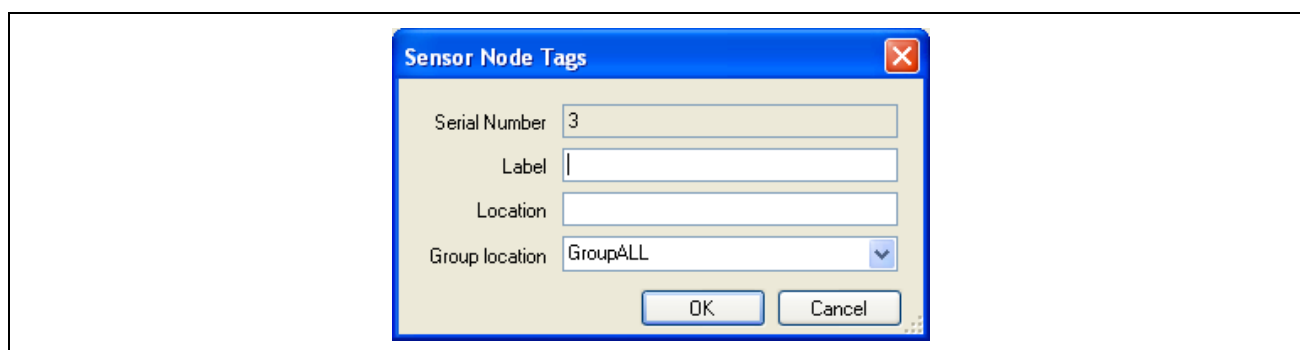 Sensor Node Tags
Serial Number 3
Label
Location
Group location GroupALL
OK Cancel